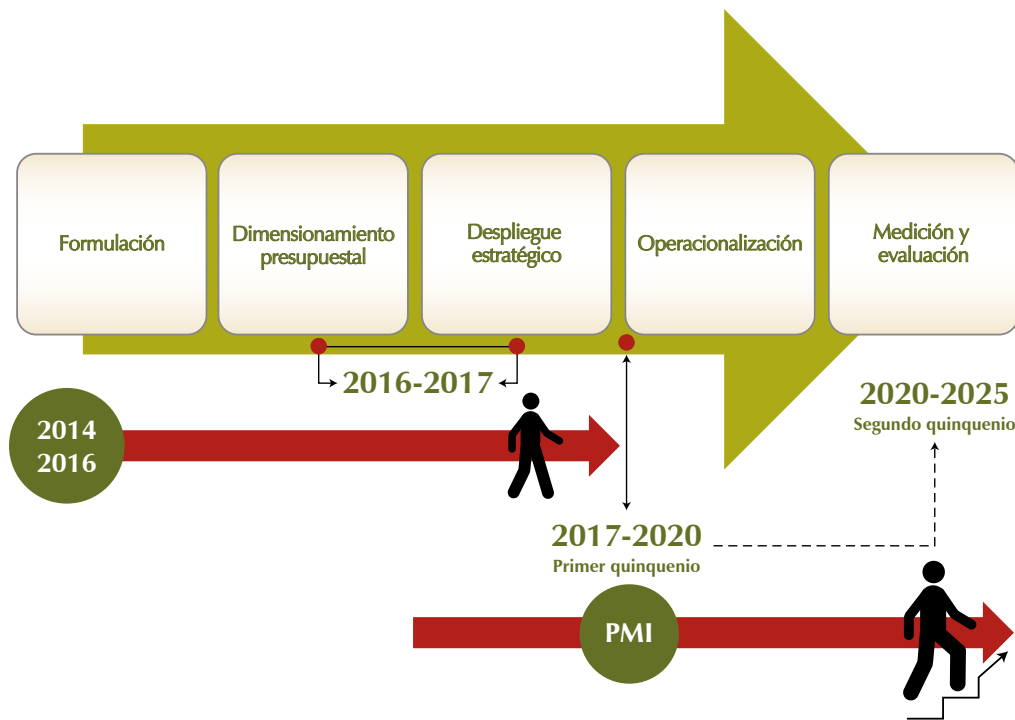 Formulación
Dimensionamiento
presupuestal
Despliegue
estratégico
Operacionalización
Medición y
evaluación
2016-2017
2014
2016
2020-2025
Segundo quinquenio
2017-2020
Primer quinquenio
PMI